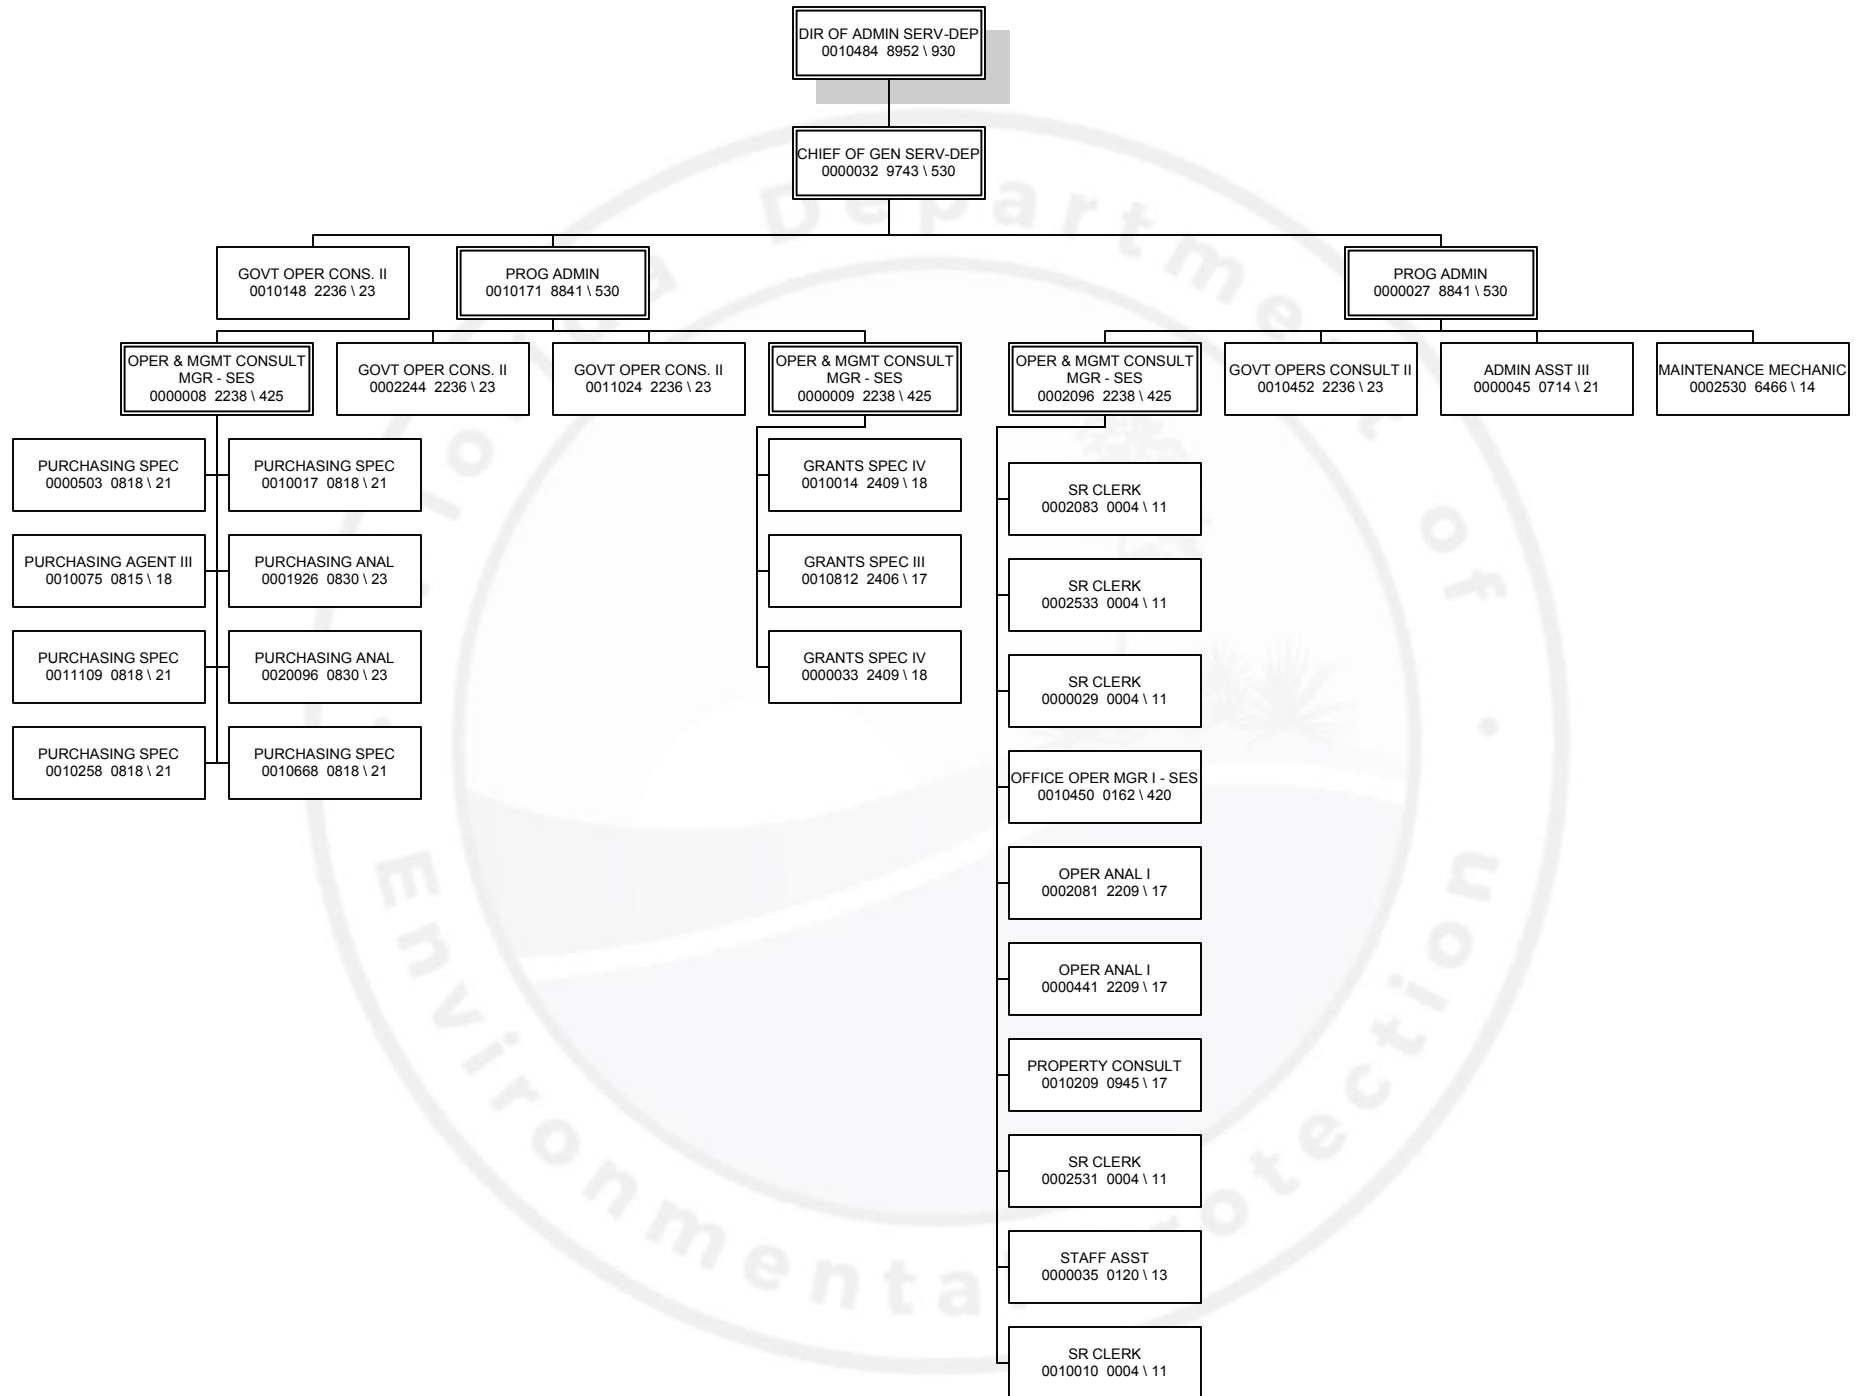 DIR OF ADMIN SERV-DEP
0010484 8952 \ 930
CHIEF OF GEN SERV-DEP
0000032 9743 \ 530
GOVT OPER CONS. II
0010148 2236 \ 23
PROG ADMIN
0010171 8841 \ 530
PROG ADMIN
0000027 8841 \ 530
OPER & MGMT CONSULT
MGR - SES
0000008 2238 \ 425
GOVT OPER CONS. II
0002244 2236 \ 23
GOVT OPER CONS. II
0011024 2236 \ 23
OPER & MGMT CONSULT
MGR - SES
0000009 2238 \ 425
OPER & MGMT CONSULT
MGR - SES
0002096 2238 \ 425
GOVT OPERS CONSULT II
0010452 2236 \ 23
ADMIN ASST III
0000045 0714 \ 21
MAINTENANCE MECHANIC
0002530 6466 \ 14
PURCHASING SPEC
0000503 0818 \ 21
PURCHASING SPEC
0010017 0818 \ 21
PURCHASING AGENT III
0010075 0815 \ 18
PURCHASING ANAL
0001926 0830 \ 23
PURCHASING SPEC
0011109 0818 \ 21
PURCHASING ANAL
0020096 0830 \ 23
PURCHASING SPEC
0010258 0818 \ 21
PURCHASING SPEC
0010668 0818 \ 21
GRANTS SPEC IV
0010014 2409 \ 18
GRANTS SPEC III
0010812 2406 \ 17
GRANTS SPEC IV
0000033 2409 \ 18
SR CLERK
0002083 0004 \ 11
SR CLERK
0002533 0004 \ 11
SR CLERK
0000029 0004 \ 11
OFFICE OPER MGR I - SES
0010450 0162 \ 420
OPER ANAL I
0002081 2209 \ 17
OPER ANAL I
0000441 2209 \ 17
PROPERTY CONSULT
0010209 0945 \ 17
SR CLERK
0002531 0004 \ 11
STAFF ASST
0000035 0120 \ 13
SR CLERK
0010010 0004 \ 11
Department of
Environmental Protection